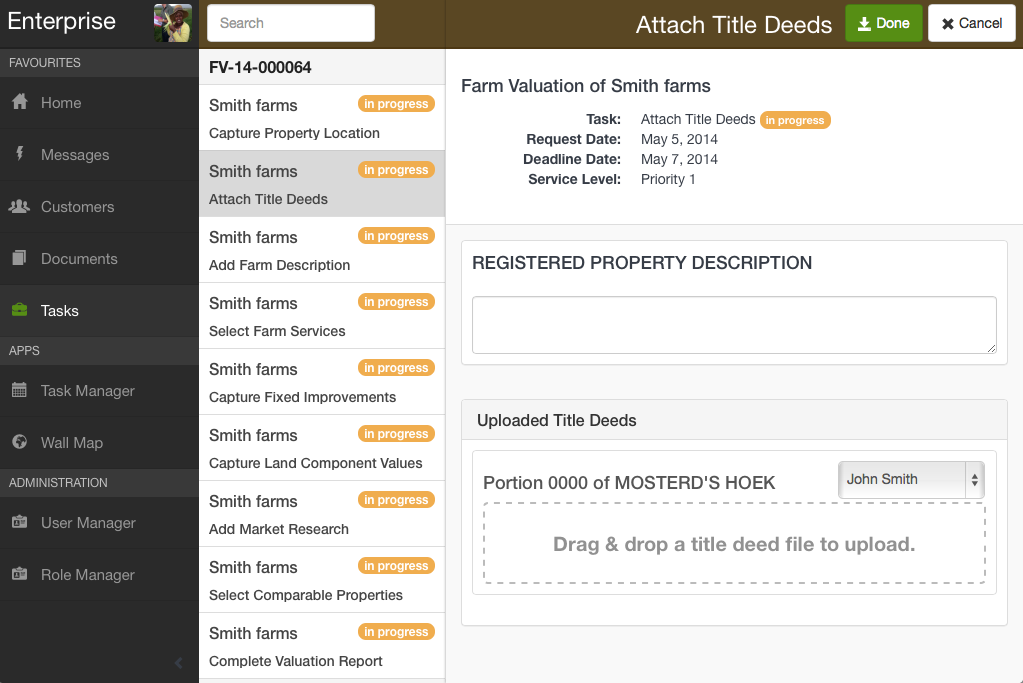 Enterprise
FAVOURITES
Home
Messages
Customers
Documents
Tasks
APPS
Task Manager
Wall Map
ADMINISTRATION
User Manager
Role Manager
Search
FV-14-000064
Smith farms in progress
Capture Property Location
Smith farms in progress
Attach Title Deeds
Smith farms in progress
Add Farm Description
Smith farms in progress
Select Farm Services
Smith farms in progress
Capture Fixed Improvements
Smith farms in progress
Capture Land Component Values
Smith farms in progress
Add Market Research
Smith farms in progress
Select Comparable Properties
Smith farms in progress
Complete Valuation Report
Attach Title Deeds Done Cancel
Farm Valuation of Smith farms
Task: Attach Title Deeds in progress
Request Date: May 5, 2014
Deadline Date: May 7, 2014
Service Level: Priority 1
REGISTERED PROPERTY DESCRIPTION
Uploaded Title Deeds
Portion 0000 of MOSTERD'S HOEK John Smith
Drag & drop a title deed file to upload.